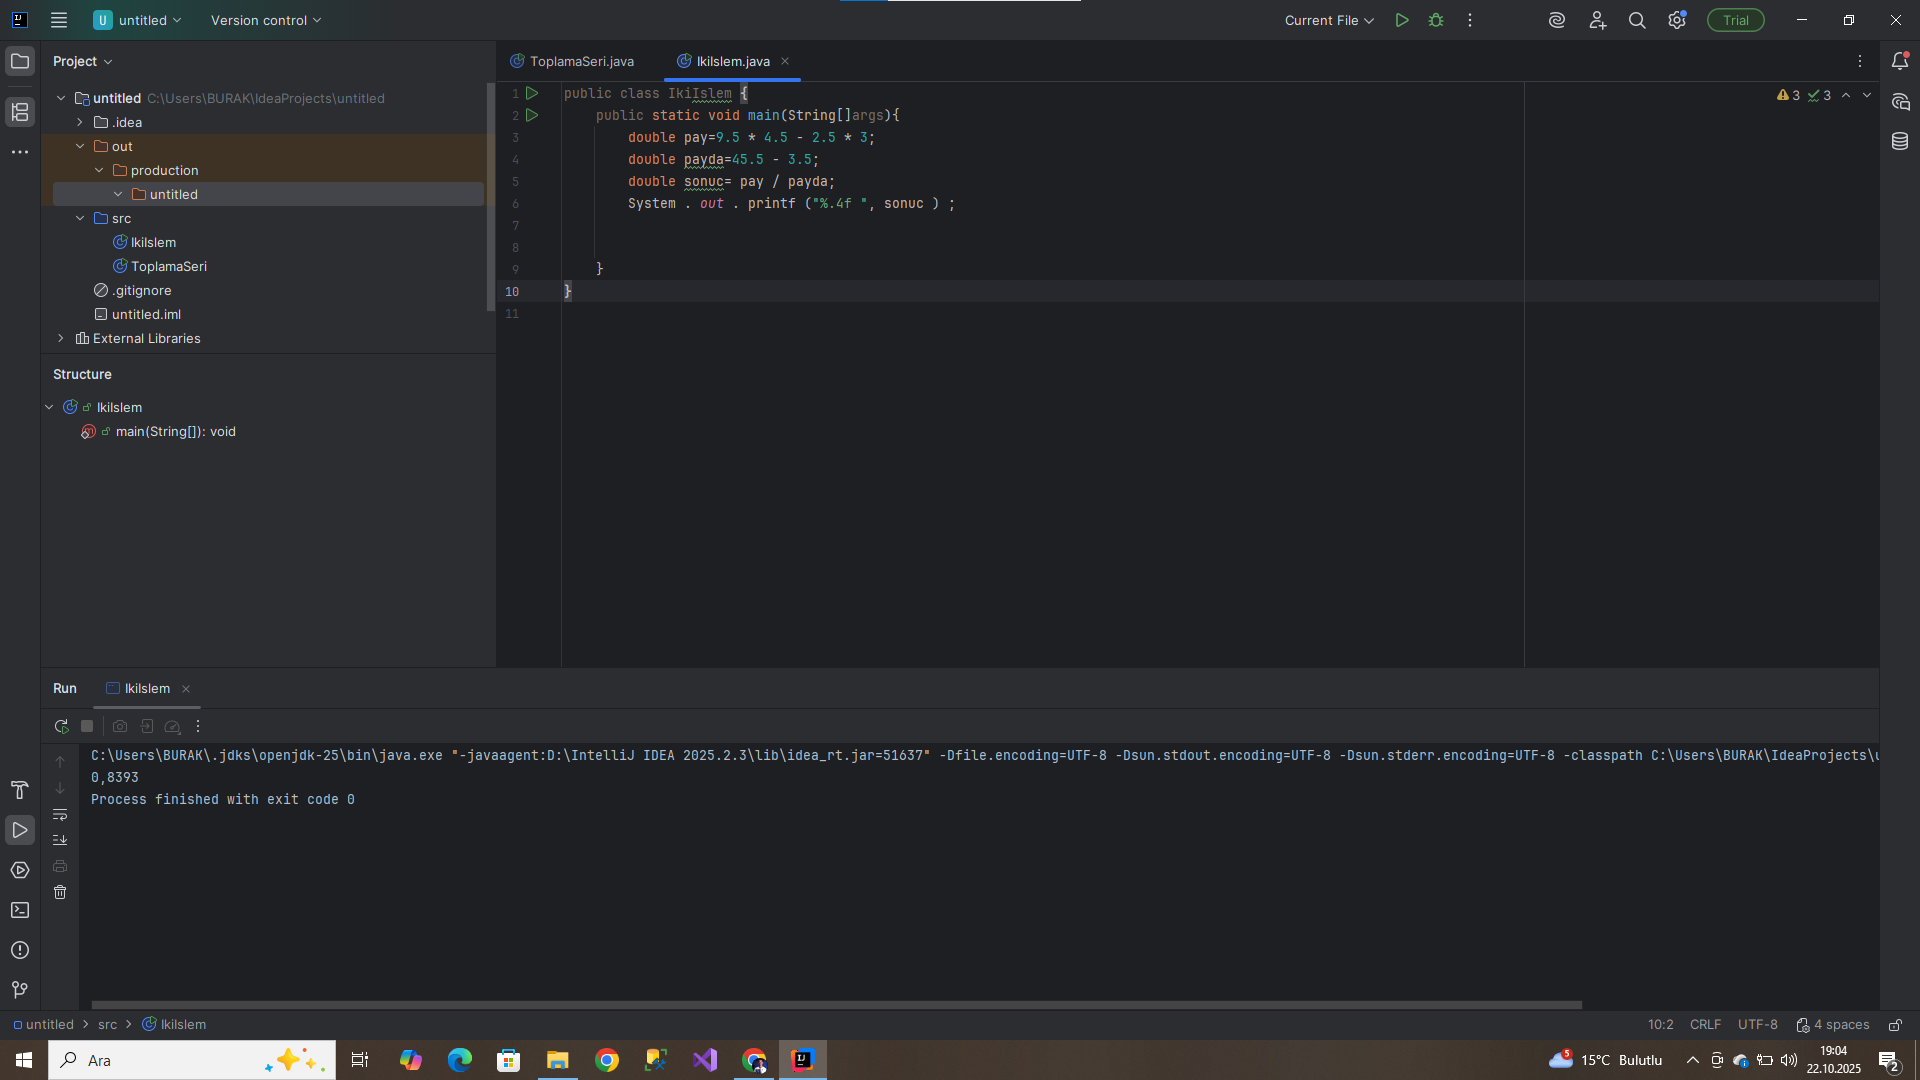 U untitled
Version control
Current File
Trial
Project
ToplamaSeri.java
IkiIslem.java
untitled C:\Users\BURAK\IdeaProjects\untitled
.idea
out
production
untitled
src
IkiIslem
ToplamaSeri
.gitignore
untitled.iml
External Libraries
1 public class IkiIslem {
2 public static void main(String[]args){
3 double pay=9.5 * 4.5 - 2.5 * 3;
4 double payda=45.5 - 3.5;
5 double sonuc= pay / payda;
6 System . out . printf ("%.4f ", sonuc ) ;
7
8
9 }
10 }
11
3 3
Structure
IkiIslem
main(String[]): void
Run
IkiIslem
C:\Users\BURAK\.jdks\openjdk-25\bin\java.exe "-javaagent:D:\IntelliJ IDEA 2025.2.3\lib\idea_rt.jar=51637" -Dfile.encoding=UTF-8 -Dsun.stdout.encoding=UTF-8 -Dsun.stderr.encoding=UTF-8 -classpath C:\Users\BURAK\IdeaProjects\u
0,8393
Process finished with exit code 0
untitled > src > IkiIslem
10:2 CRLF UTF-8 4 spaces
Ara
5 15°C Bulutlu
19:04
22.10.2025
2